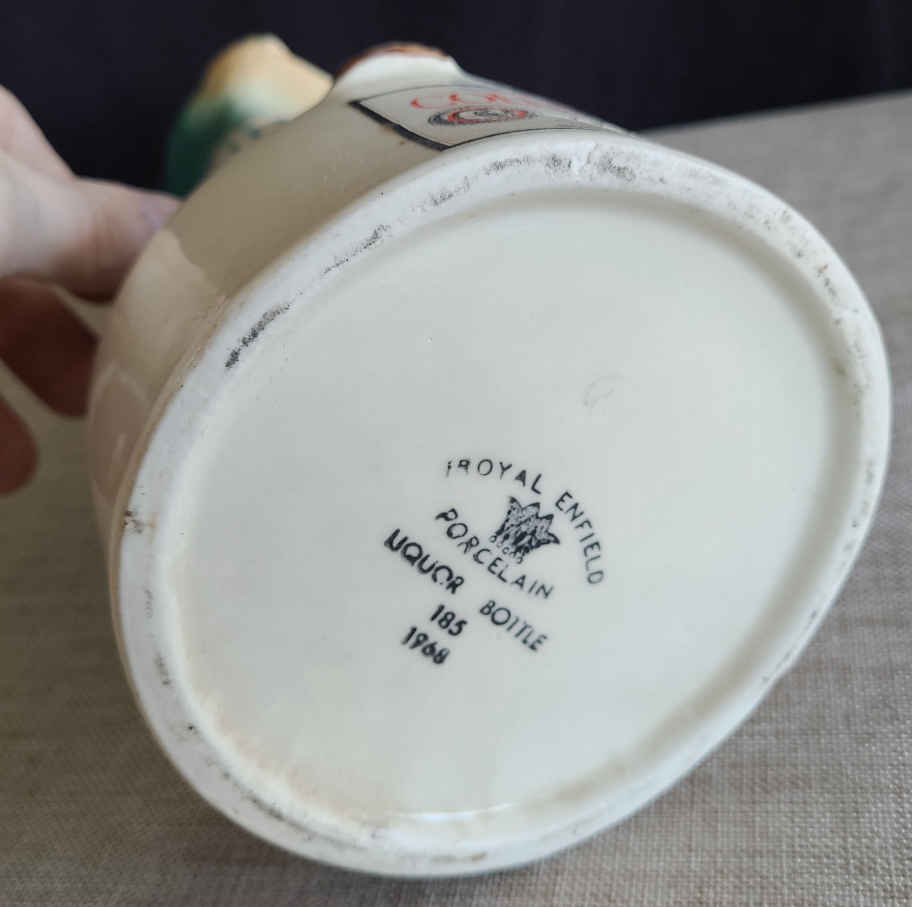 ROYAL ENFIELD
PORCELAIN
LIQUOR BOTTLE
185
1968